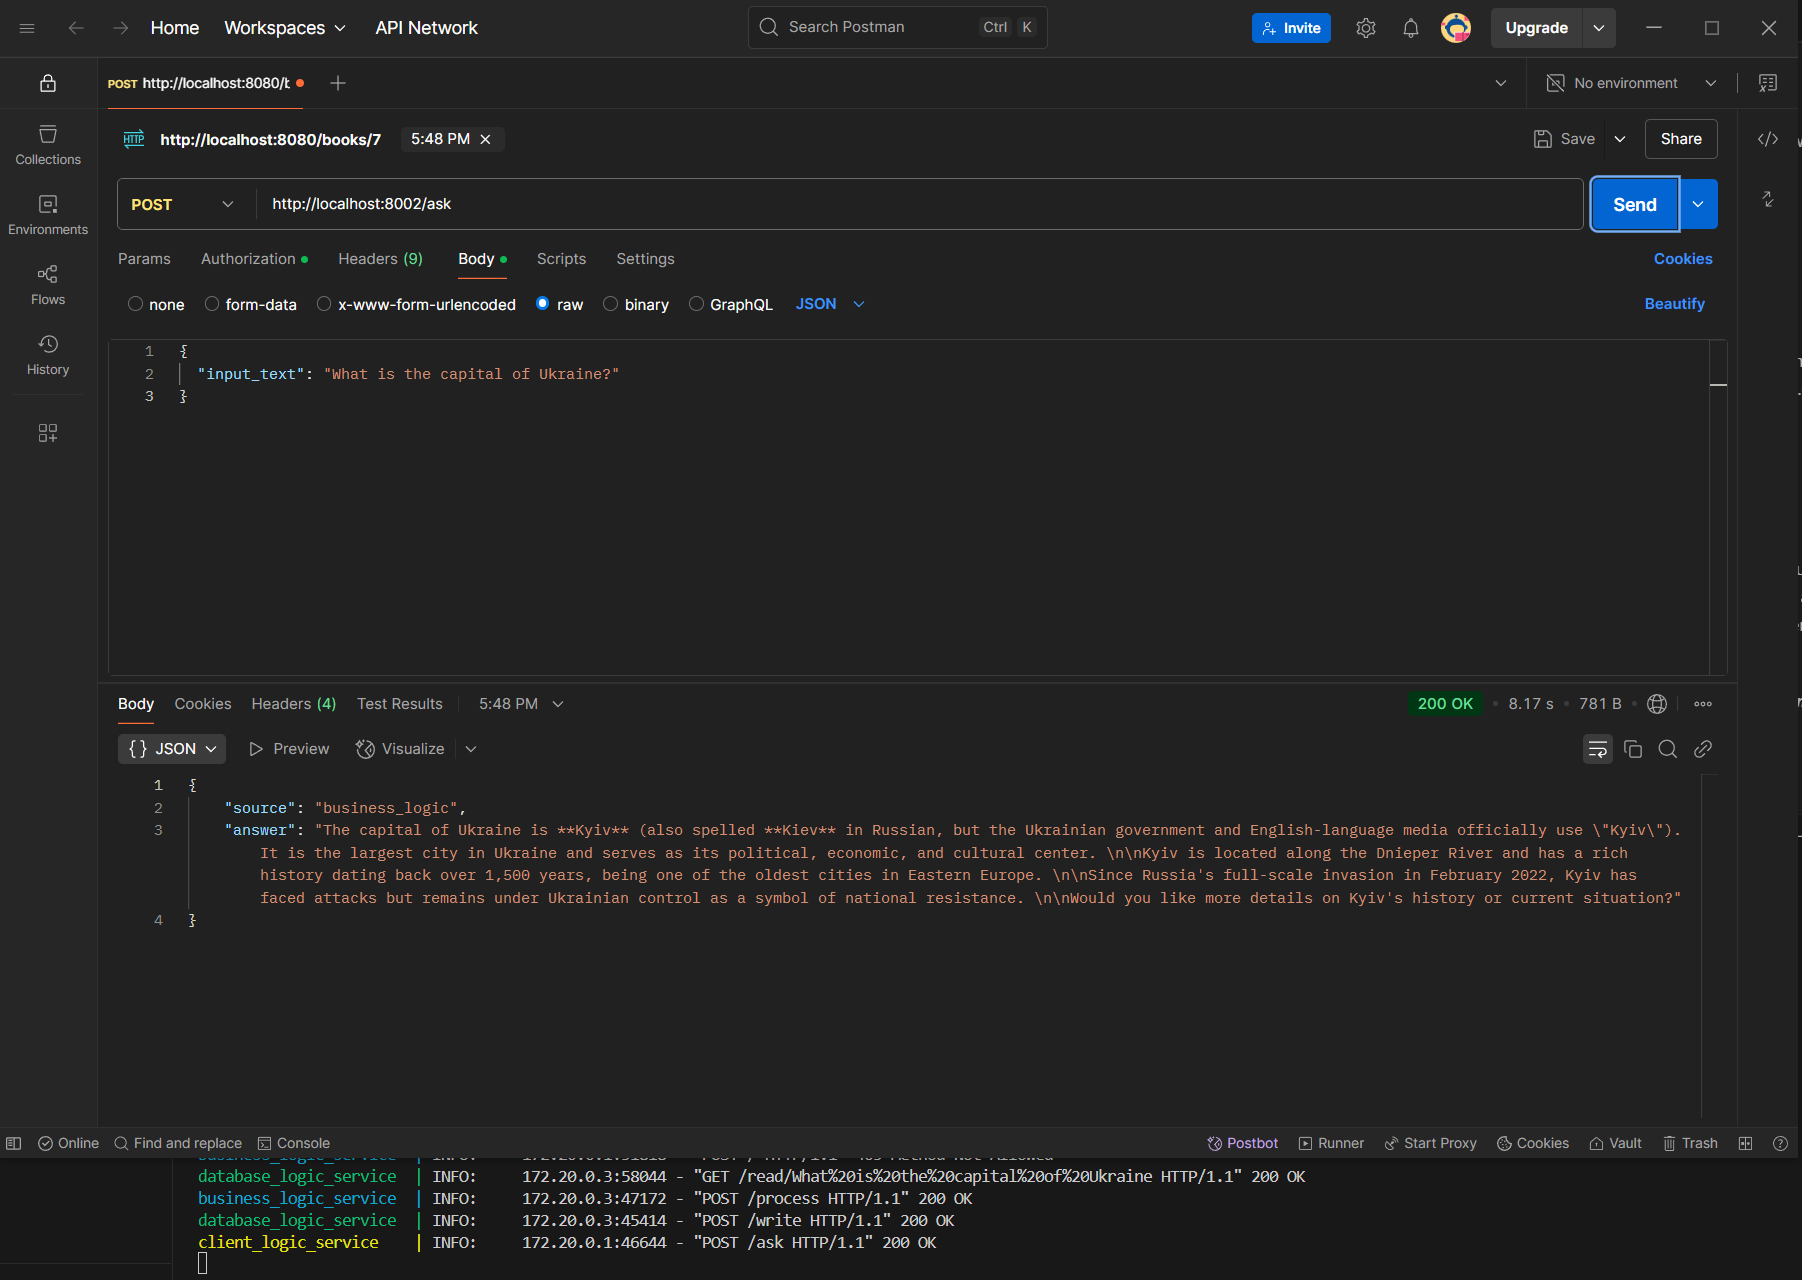 Home Workspaces API Network Search Postman Ctrl K Invite Upgrade
POST http://localhost:8080/b No environment
Collections
Environments
Flows
History
HTTP http://localhost:8080/books/7 5:48 PM Save Share
POST http://localhost:8002/ask Send
Params Authorization Headers (9) Body Scripts Settings Cookies
none form-data x-www-form-urlencoded raw binary GraphQL JSON Beautify
1 {
2 "input_text": "What is the capital of Ukraine?"
3 }
Body Cookies Headers (4) Test Results 5:48 PM 200 OK 8.17 s 781 B
{} JSON Preview Visualize
1 {
2 "source": "business_logic",
3 "answer": "The capital of Ukraine is **Kyiv** (also spelled **Kiev** in Russian, but the Ukrainian government and English-language media officially use \"Kyiv\").
It is the largest city in Ukraine and serves as its political, economic, and cultural center. \n\nKyiv is located along the Dnieper River and has a rich
history dating back over 1,500 years, being one of the oldest cities in Eastern Europe. \n\nSince Russia's full-scale invasion in February 2022, Kyiv has
faced attacks but remains under Ukrainian control as a symbol of national resistance. \n\nWould you like more details on Kyiv's history or current situation?"
4 }
Online Find and replace Console Postbot Runner Start Proxy Cookies Vault Trash
database_logic_service | INFO: 172.20.0.3:58044 - "GET /read/What%20is%20the%20capital%20of%20Ukraine HTTP/1.1" 200 OK
business_logic_service | INFO: 172.20.0.3:47172 - "POST /process HTTP/1.1" 200 OK
database_logic_service | INFO: 172.20.0.3:45414 - "POST /write HTTP/1.1" 200 OK
client_logic_service | INFO: 172.20.0.1:46644 - "POST /ask HTTP/1.1" 200 OK